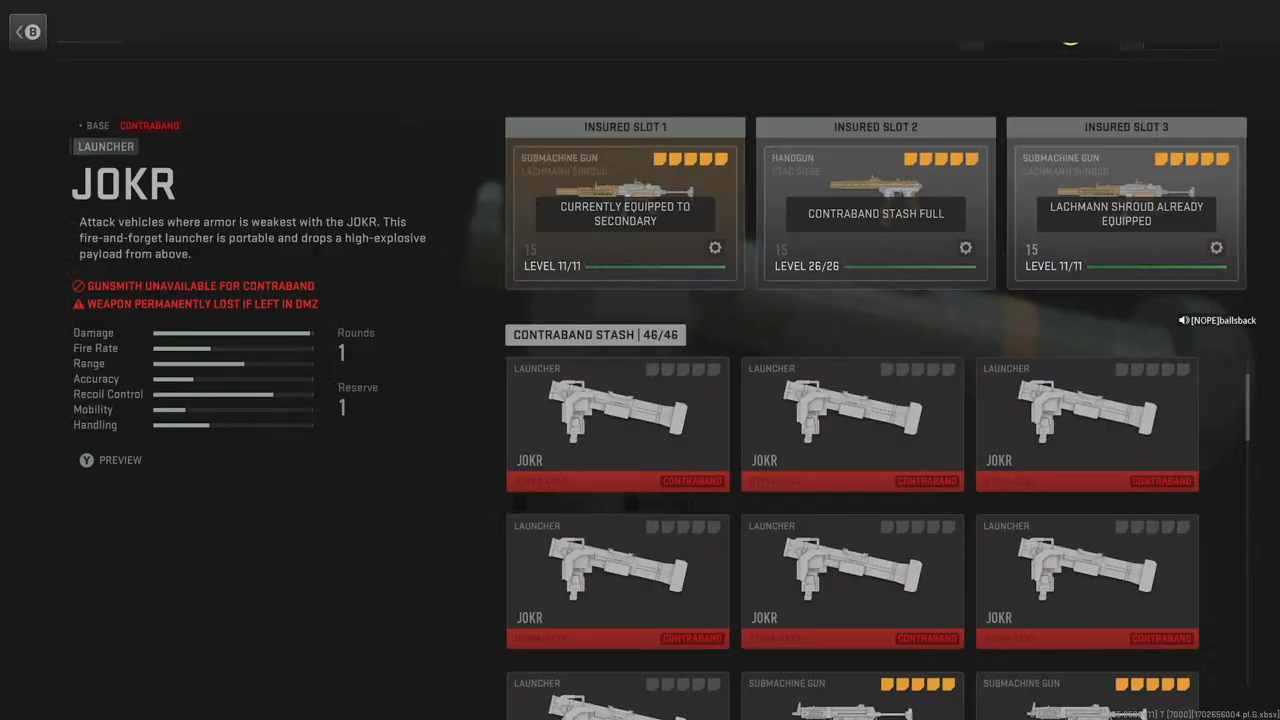 B
• BASE CONTRABAND
LAUNCHER
JOKR
Attack vehicles where armor is weakest with the JOKR. This
fire-and-forget launcher is portable and drops a high-explosive
payload from above.
GUNSMITH UNAVAILABLE FOR CONTRABAND
WEAPON PERMANENTLY LOST IF LEFT IN DMZ
Damage
Fire Rate
Range
Accuracy
Recoil Control
Mobility
Handling
Rounds
1
Reserve
1
Y PREVIEW
INSURED SLOT 1
SUBMACHINE GUN
LACHMANN SHROUD
CURRENTLY EQUIPPED TO
SECONDARY
15
LEVEL 11/11
INSURED SLOT 2
HANDGUN
FTAC SIEGE
CONTRABAND STASH FULL
15
LEVEL 26/26
INSURED SLOT 3
SUBMACHINE GUN
LACHMANN SHROUD
LACHMANN SHROUD ALREADY
EQUIPPED
15
LEVEL 11/11
[NOPE]ballsback
CONTRABAND STASH | 46/46
LAUNCHER
JOKR
CONTRABAND
LAUNCHER
JOKR
CONTRABAND
LAUNCHER
JOKR
CONTRABAND
LAUNCHER
JOKR
CONTRABAND
LAUNCHER
JOKR
CONTRABAND
LAUNCHER
JOKR
CONTRABAND
LAUNCHER
SUBMACHINE GUN
SUBMACHINE GUN
T [7000][1702656004.pl.G.xbsx]